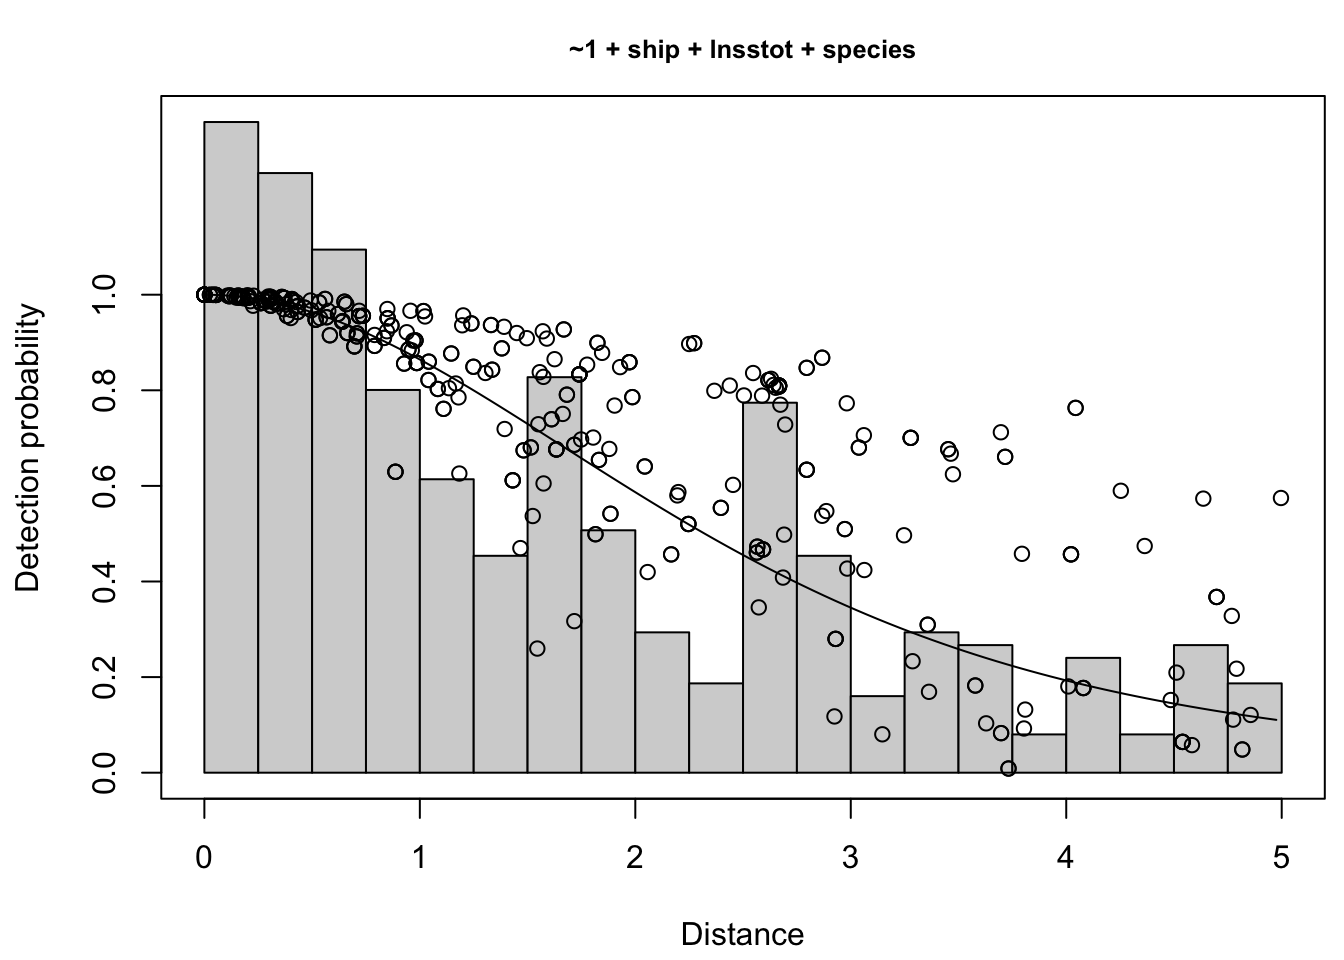 ~1 + ship + lnsstot + species
Detection probability
1.0
0.8
0.6
0.4
0.2
0.0
0 1 2 3 4 5
Distance